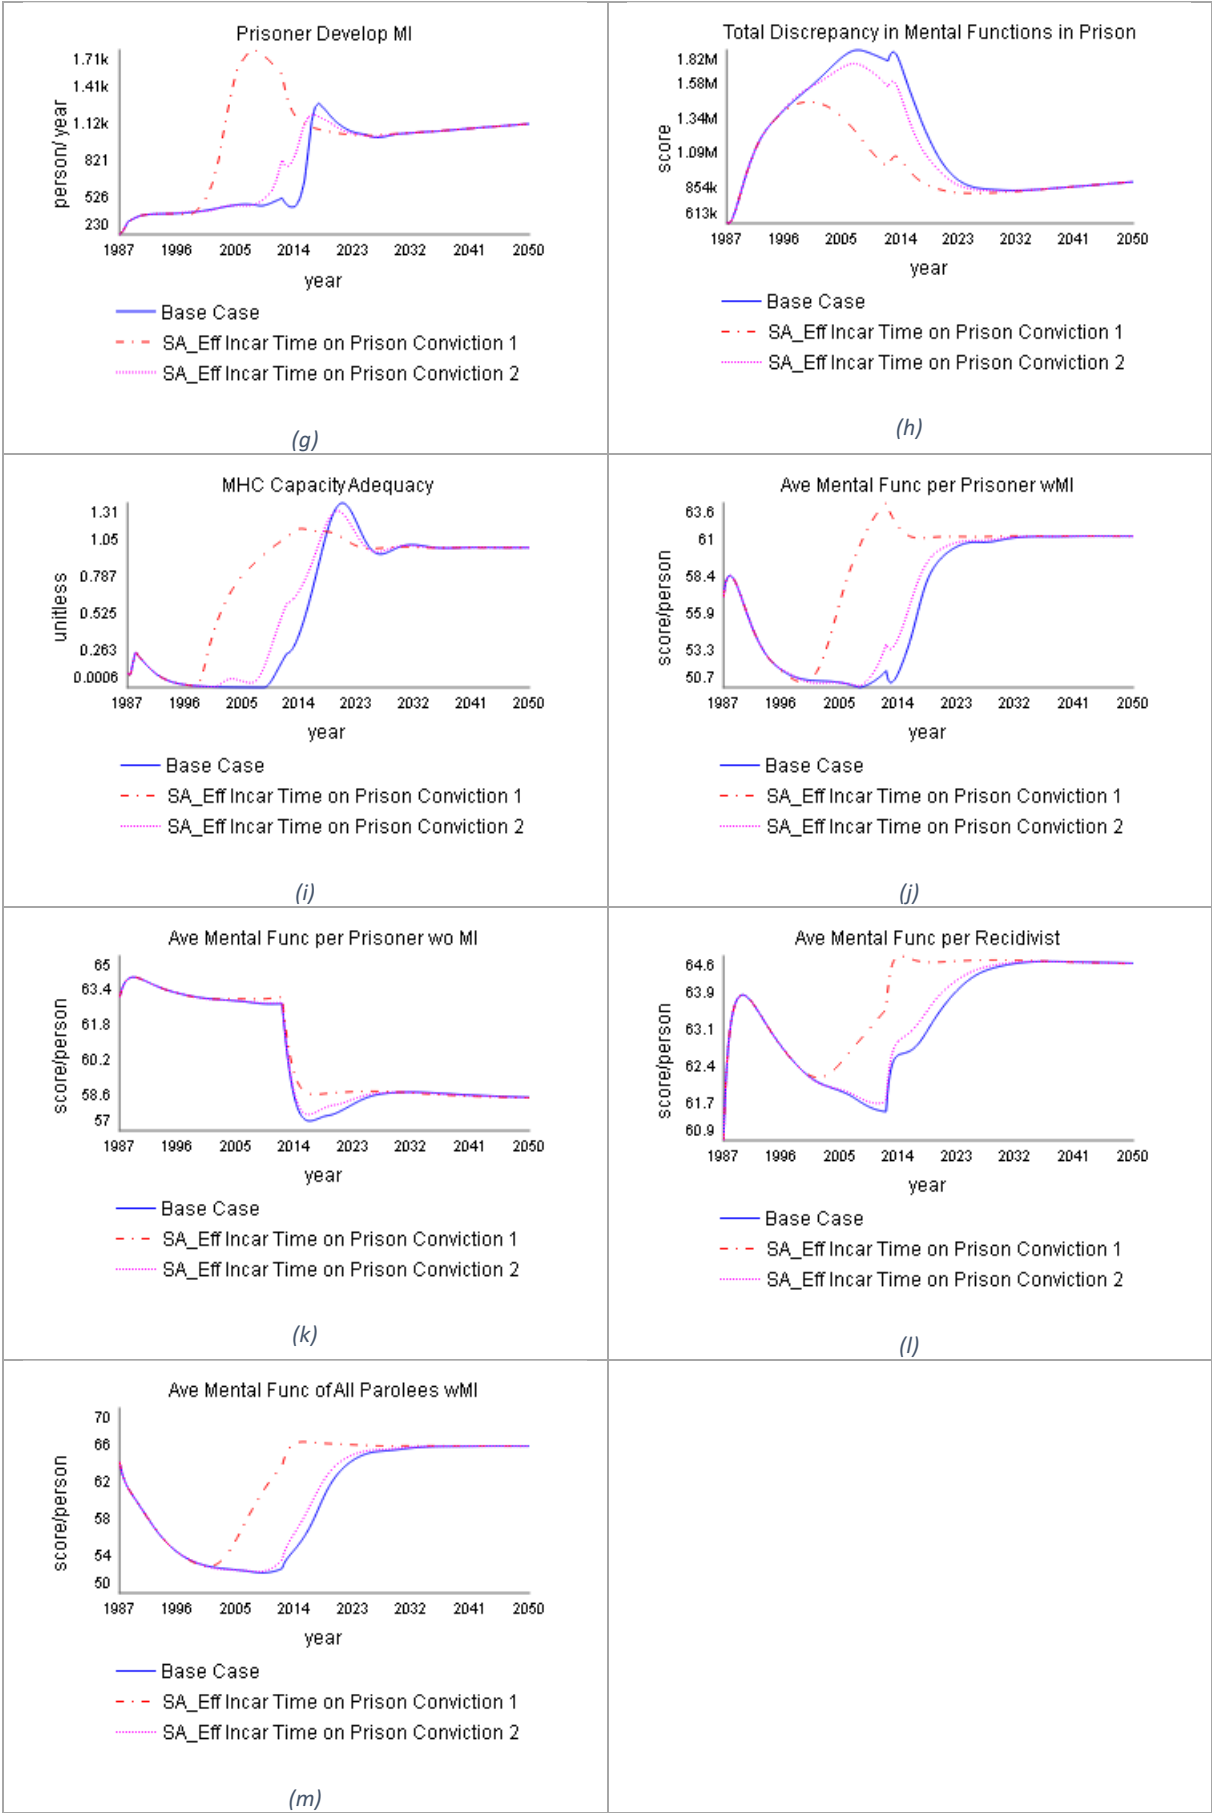 Prisoner Develop MI
person/ year
1.71k
1.41k
1.12k
821
526
230
1987 1996 2005 2014 2023 2032 2041 2050
year
Base Case
SA_Eff Incar Time on Prison Conviction 1
SA_Eff Incar Time on Prison Conviction 2
(g)
Total Discrepancy in Mental Functions in Prison
score
1.82M
1.58M
1.34M
1.09M
854k
613k
1987 1996 2005 2014 2023 2032 2041 2050
year
Base Case
SA_Eff Incar Time on Prison Conviction 1
SA_Eff Incar Time on Prison Conviction 2
(h)
MHC Capacity Adequacy
unitless
1.31
1.05
0.787
0.525
0.263
0.0006
1987 1996 2005 2014 2023 2032 2041 2050
year
Base Case
SA_Eff Incar Time on Prison Conviction 1
SA_Eff Incar Time on Prison Conviction 2
(i)
Ave Mental Func per Prisoner wMI
score/person
63.6
61
58.4
55.9
53.3
50.7
1987 1996 2005 2014 2023 2032 2041 2050
year
Base Case
SA_Eff Incar Time on Prison Conviction 1
SA_Eff Incar Time on Prison Conviction 2
(j)
Ave Mental Func per Prisoner wo MI
score/person
65
63.4
61.8
60.2
58.6
57
1987 1996 2005 2014 2023 2032 2041 2050
year
Base Case
SA_Eff Incar Time on Prison Conviction 1
SA_Eff Incar Time on Prison Conviction 2
(k)
Ave Mental Func per Recidivist
score/person
64.6
63.9
63.1
62.4
61.7
60.9
1987 1996 2005 2014 2023 2032 2041 2050
year
Base Case
SA_Eff Incar Time on Prison Conviction 1
SA_Eff Incar Time on Prison Conviction 2
(l)
Ave Mental Func of All Parolees wMI
score/person
70
66
62
58
54
50
1987 1996 2005 2014 2023 2032 2041 2050
year
Base Case
SA_Eff Incar Time on Prison Conviction 1
SA_Eff Incar Time on Prison Conviction 2
(m)